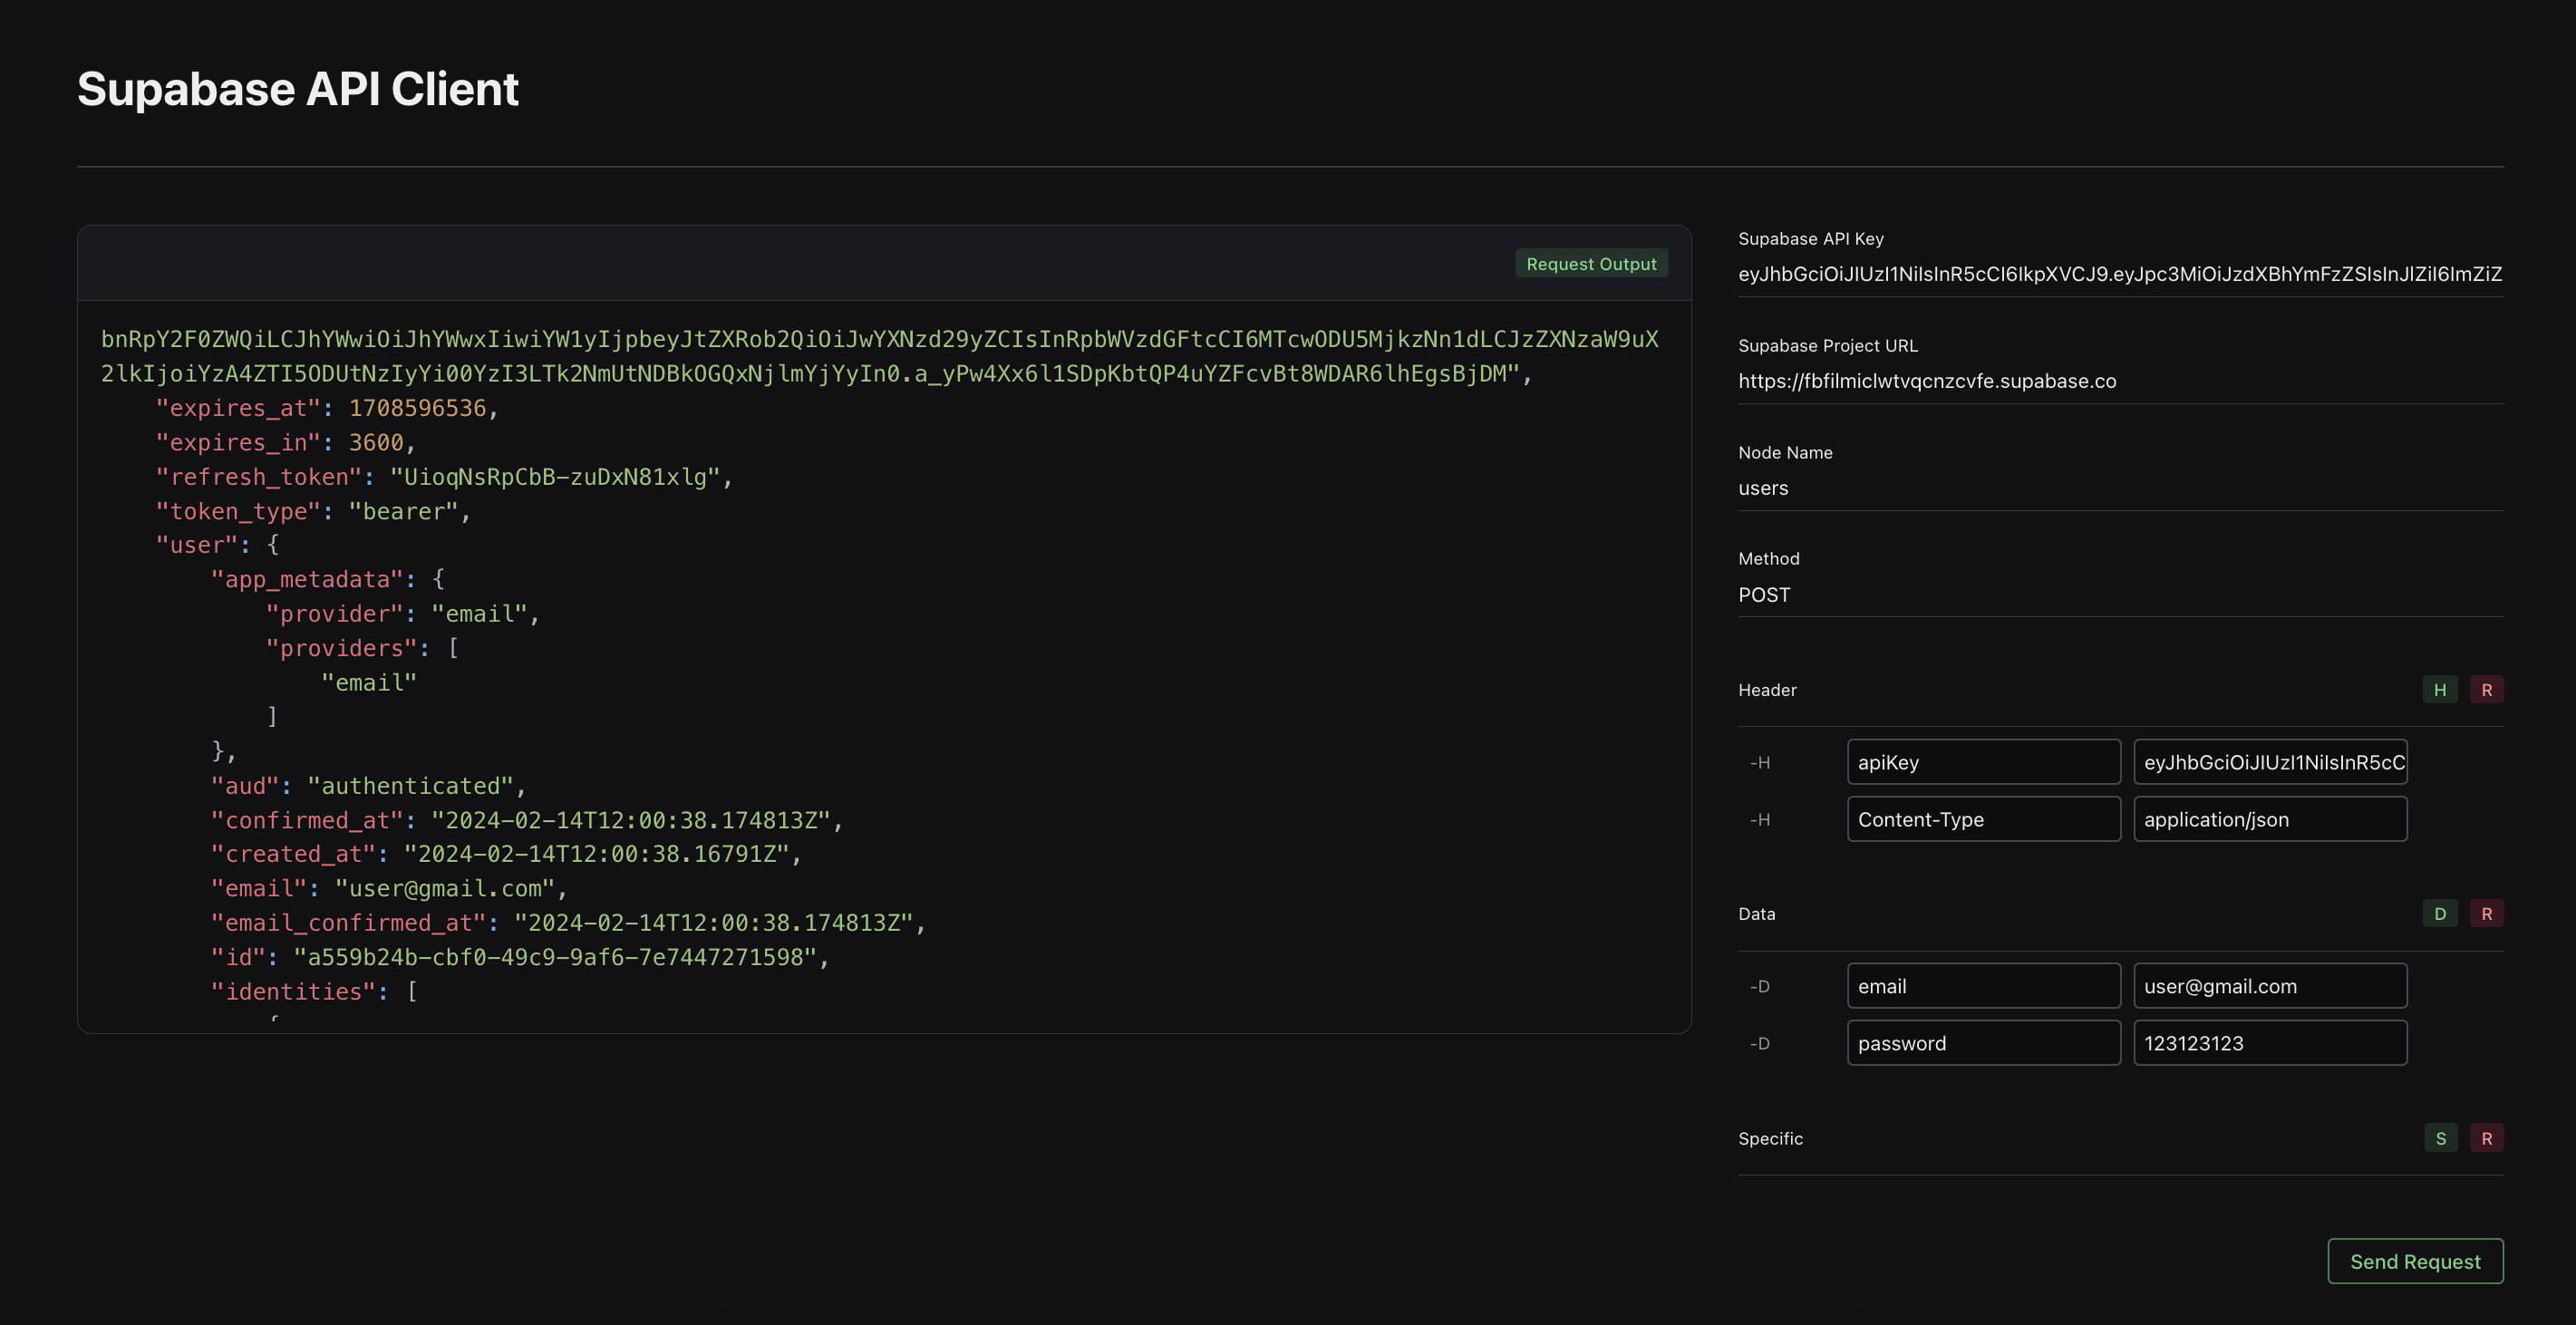 Supabase API Client
Request Output
bnRpY2F0ZWQiLCJhYWwiOiJhYWwxIiwiYW1yIjpbeyJtZXRob2QiOiJwYXNzd29yZCIsInRpbWVzdGFtcCI6MTcwODU5MjkzNn1dLCJzZXNzaW9uX
2lkIjoiYzA4ZTI5ODUtNzIyYi00YzI3LTk2NmUtNDBkOGQxNjlmYjYyIn0.a_yPw4Xx6l1SDpKbtQP4uYZFcvBt8WDAR6lhEgsBjDM",
"expires_at": 1708596536,
"expires_in": 3600,
"refresh_token": "UioqNsRpCbB-zuDxN81xlg",
"token_type": "bearer",
"user": {
"app_metadata": {
"provider": "email",
"providers": [
"email"
]
},
"aud": "authenticated",
"confirmed_at": "2024-02-14T12:00:38.174813Z",
"created_at": "2024-02-14T12:00:38.16791Z",
"email": "user@gmail.com",
"email_confirmed_at": "2024-02-14T12:00:38.174813Z",
"id": "a559b24b-cbf0-49c9-9af6-7e7447271598",
"identities": [
{
Supabase API Key
eyJhbGciOiJIUzI1NiIsInR5cCI6IkpXVCJ9.eyJpc3MiOiJzdXBhYmFzZSIsInJlZiI6ImZiZ
Supabase Project URL
https://fbfilmiclwtvqcnzcvfe.supabase.co
Node Name
users
Method
POST
Header
H R
-H apiKey eyJhbGciOiJIUzI1NiIsInR5cC
-H Content-Type application/json
Data
D R
-D email user@gmail.com
-D password 123123123
Specific
S R
Send Request